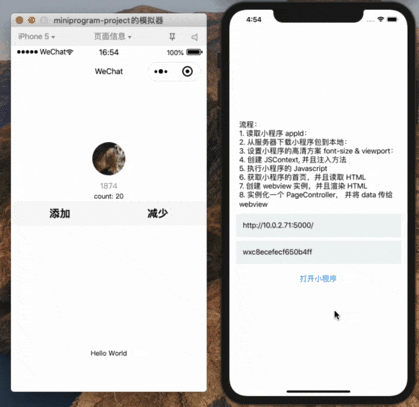 miniprogram-project的模拟器
iPhone 5
页面信息
WeChat
16:54
100%
WeChat
1874
count: 20
添加
减少
Hello World
4:54
流程：
1. 读取小程序 appId：
2. 从服务器下载小程序包到本地：
3. 设置小程序的高清方案 font-size & viewport：
4. 创建 JSContext, 并且注入方法
5. 执行小程序的 Javascript
6. 获取小程序的首页，并且读取 HTML
7. 创建 webview 实例，并且渲染 HTML
8. 实例化一个 PageController， 并将 data 传给
webview
http://10.0.2.71:5000/
wxc8ecefecf650b4ff
打开小程序